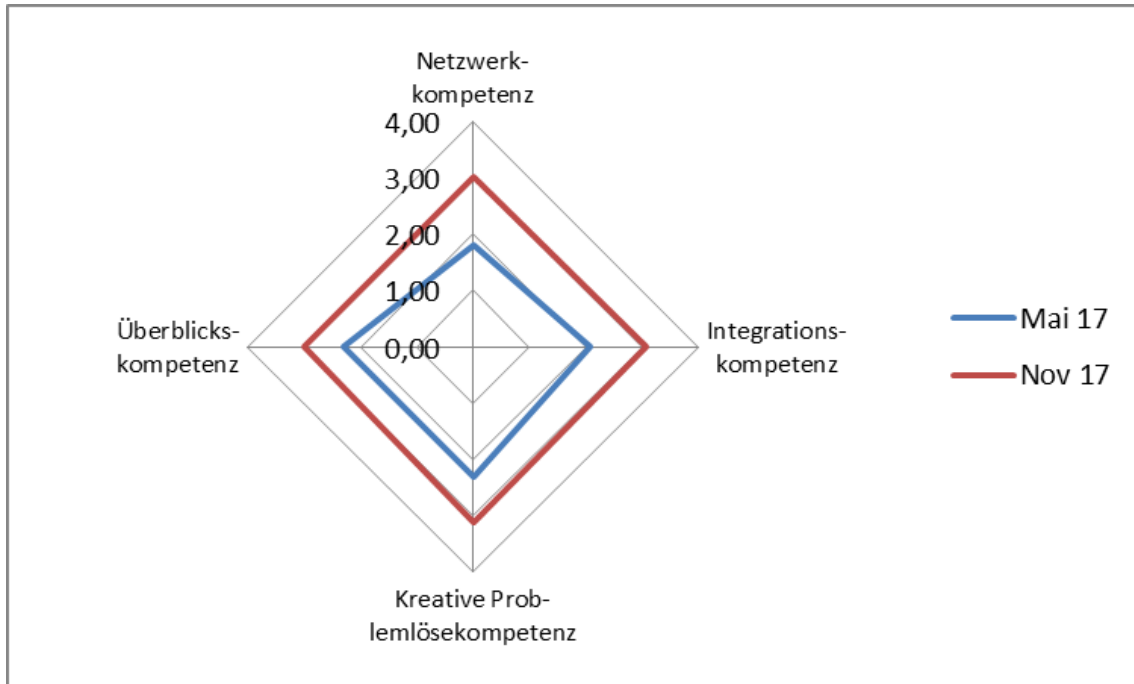 Netzwerk-
kompetenz
4,00
3,00
2,00
1,00
0,00
Überblicks-
kompetenz
Integrations-
kompetenz
Kreative Prob-
lemlösekompetenz
Mai 17
Nov 17